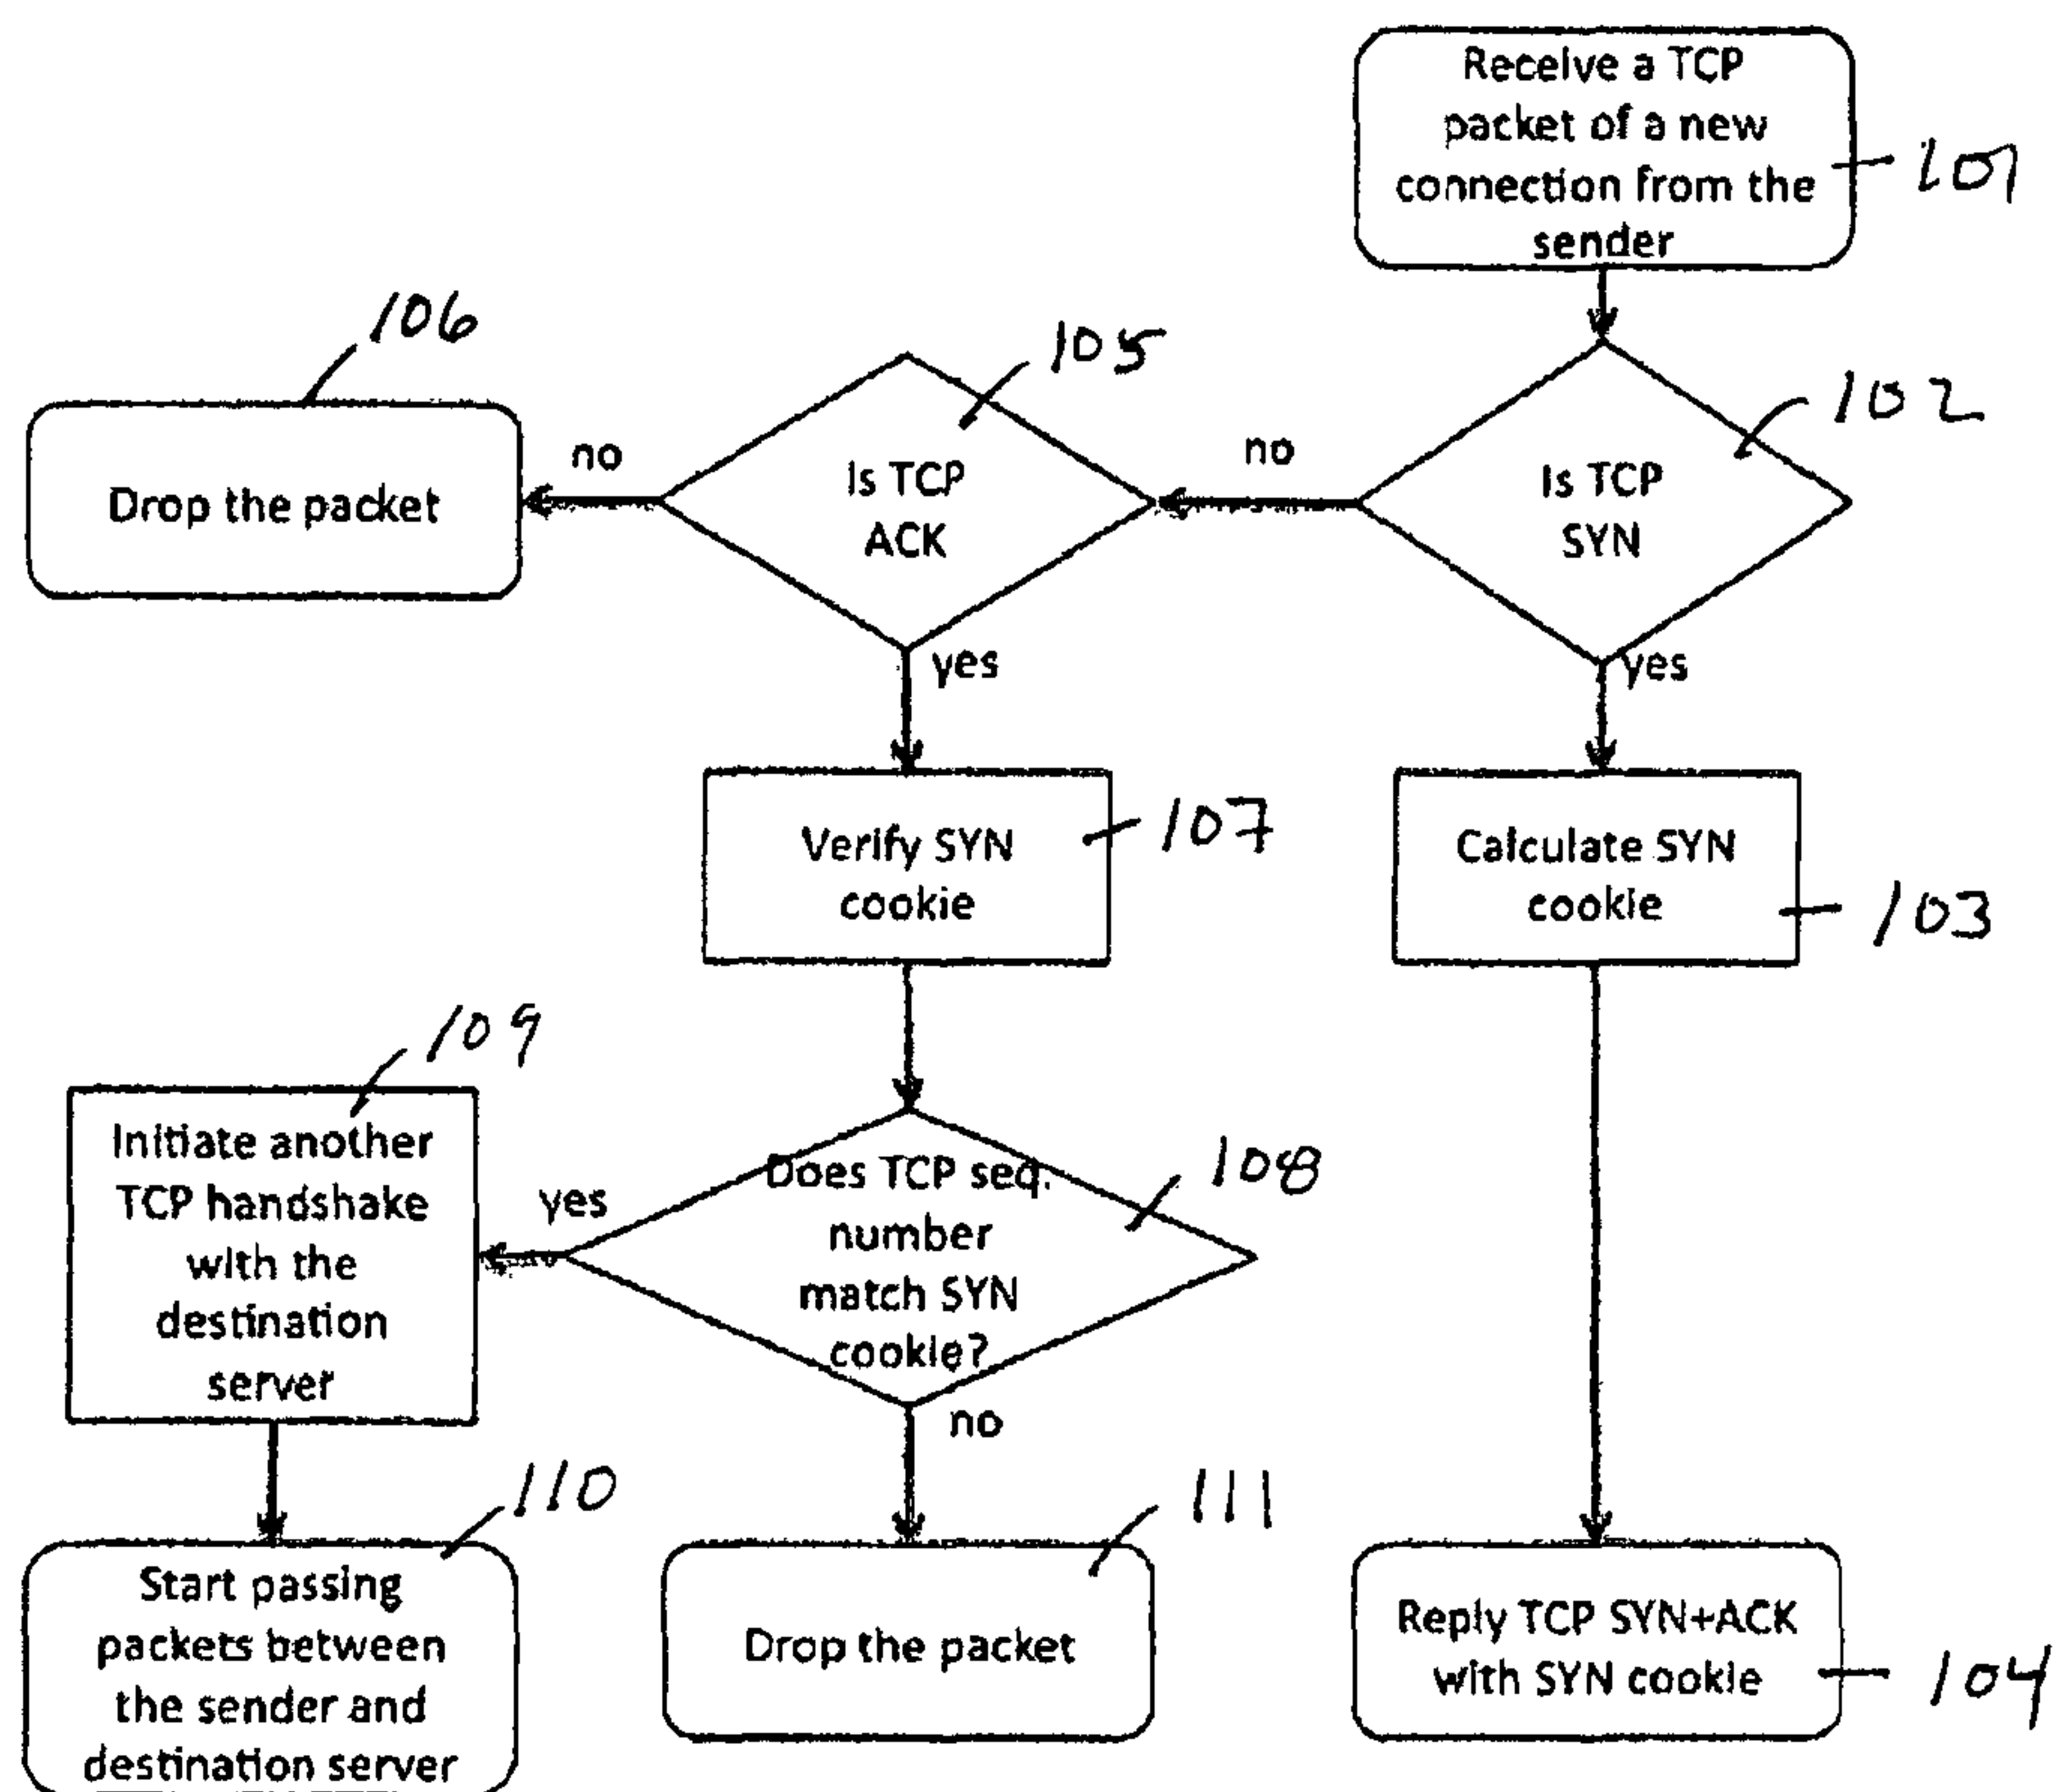 Receive a TCP
packet of a new
connection from the
sender
101
106
105
102
Drop the packet
no
Is TCP
ACK
no
Is TCP
SYN
yes
yes
Verify SYN
cookie
107
Calculate SYN
cookie
103
109
Initiate another
TCP handshake
with the
destination
server
yes
Does TCP seq.
number
match SYN
cookie?
108
no
110
Start passing
packets between
the sender and
destination server
111
Drop the packet
Reply TCP SYN+ACK
with SYN cookie
104